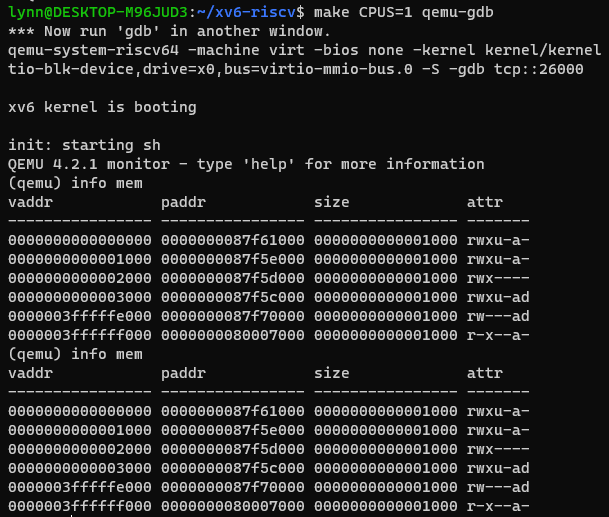 lynn@DESKTOP-M96JUD3:~/xv6-riscv$ make CPUS=1 qemu-gdb
*** Now run 'gdb' in another window.
qemu-system-riscv64 -machine virt -bios none -kernel kernel/kernel
tio-blk-device,drive=x0,bus=virtio-mmio-bus.0 -S -gdb tcp::26000

xv6 kernel is booting

init: starting sh
QEMU 4.2.1 monitor - type 'help' for more information
(qemu) info mem
vaddr            paddr            size             attr
---------------- ---------------- ---------------- -------
0000000000000000 0000000087f61000 0000000000001000 rwxu-a-
0000000000001000 0000000087f5e000 0000000000001000 rwxu-a-
0000000000002000 0000000087f5d000 0000000000001000 rwx----
0000000000003000 0000000087f5c000 0000000000001000 rwxu-ad
0000003fffffe000 0000000087f70000 0000000000001000 rw---ad
0000003ffffff000 0000000080007000 0000000000001000 r-x--a-
(qemu) info mem
vaddr            paddr            size             attr
---------------- ---------------- ---------------- -------
0000000000000000 0000000087f61000 0000000000001000 rwxu-a-
0000000000001000 0000000087f5e000 0000000000001000 rwxu-a-
0000000000002000 0000000087f5d000 0000000000001000 rwx----
0000000000003000 0000000087f5c000 0000000000001000 rwxu-ad
0000003fffffe000 0000000087f70000 0000000000001000 rw---ad
0000003ffffff000 0000000080007000 0000000000001000 r-x--a-